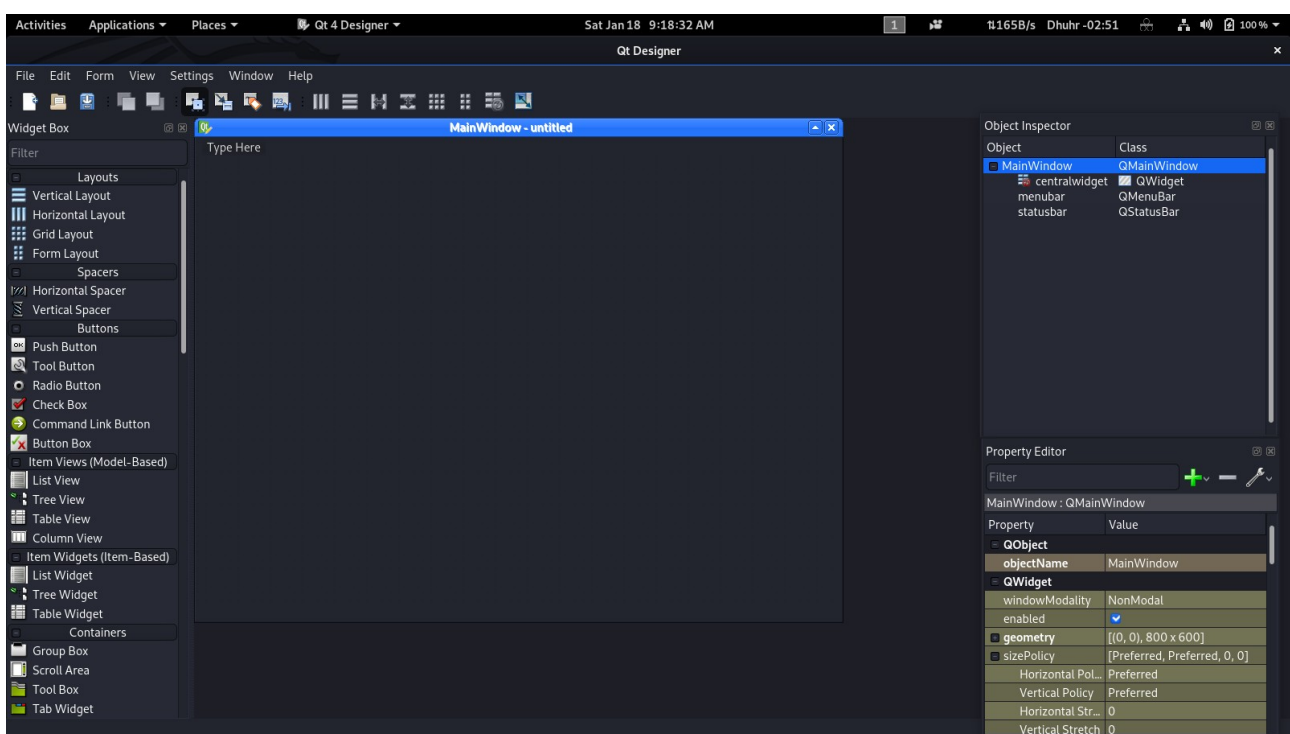 Activities Applications Places Qt 4 Designer Sat Jan 18 9:18:32 AM 1 ⇅165B/s Dhuhr -02:51 100 %
Qt Designer
File Edit Form View Settings Window Help
Widget Box
Filter
Layouts
Vertical Layout
Horizontal Layout
Grid Layout
Form Layout
Spacers
Horizontal Spacer
Vertical Spacer
Buttons
Push Button
Tool Button
Radio Button
Check Box
Command Link Button
Button Box
Item Views (Model-Based)
List View
Tree View
Table View
Column View
Item Widgets (Item-Based)
List Widget
Tree Widget
Table Widget
Containers
Group Box
Scroll Area
Tool Box
Tab Widget
MainWindow - untitled
Type Here
Object Inspector
Object Class
MainWindow QMainWindow
centralwidget QWidget
menubar QMenuBar
statusbar QStatusBar
Property Editor
Filter
MainWindow : QMainWindow
Property Value
QObject
objectName MainWindow
QWidget
windowModality NonModal
enabled
geometry [(0, 0), 800 x 600]
sizePolicy [Preferred, Preferred, 0, 0]
Horizontal Pol... Preferred
Vertical Policy Preferred
Horizontal Str... 0
Vertical Stretch 0